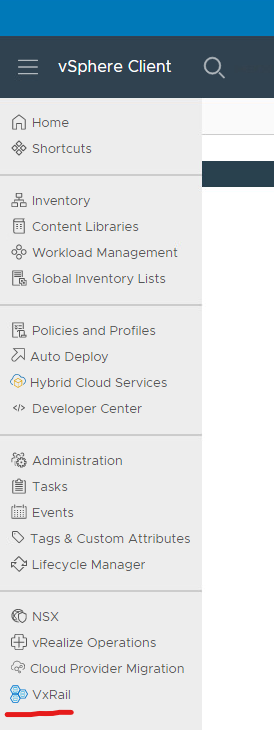 vSphere Client
Home
Shortcuts
Inventory
Content Libraries
Workload Management
Global Inventory Lists
Policies and Profiles
Auto Deploy
Hybrid Cloud Services
Developer Center
Administration
Tasks
Events
Tags & Custom Attributes
Lifecycle Manager
NSX
vRealize Operations
Cloud Provider Migration
VxRail